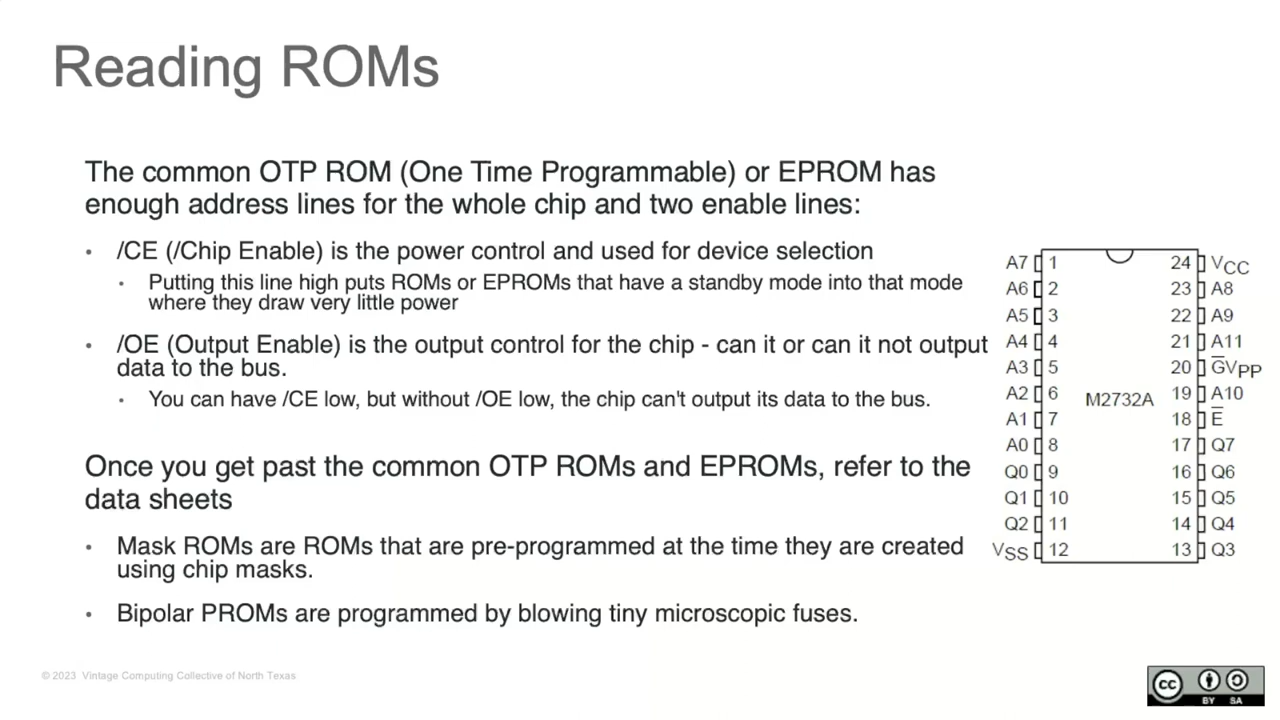 Reading ROMs
The common OTP ROM (One Time Programmable) or EPROM has
enough address lines for the whole chip and two enable lines:
• /CE (/Chip Enable) is the power control and used for device selection
• Putting this line high puts ROMs or EPROMs that have a standby mode into that mode
where they draw very little power
• /OE (Output Enable) is the output control for the chip - can it or can it not output
data to the bus.
• You can have /CE low, but without /OE low, the chip can't output its data to the bus.
Once you get past the common OTP ROMs and EPROMs, refer to the
data sheets
• Mask ROMs are ROMs that are pre-programmed at the time they are created
using chip masks.
• Bipolar PROMs are programmed by blowing tiny microscopic fuses.
A7 1 24 VCC
A6 2 23 A8
A5 3 22 A9
A4 4 21 A11
A3 5 20 G̅VPP
A2 6 M2732A 19 A10
A1 7 18 E̅
A0 8 17 Q7
Q0 9 16 Q6
Q1 10 15 Q5
Q2 11 14 Q4
VSS 12 13 Q3
© 2023 Vintage Computing Collective of North Texas
cc
BY SA